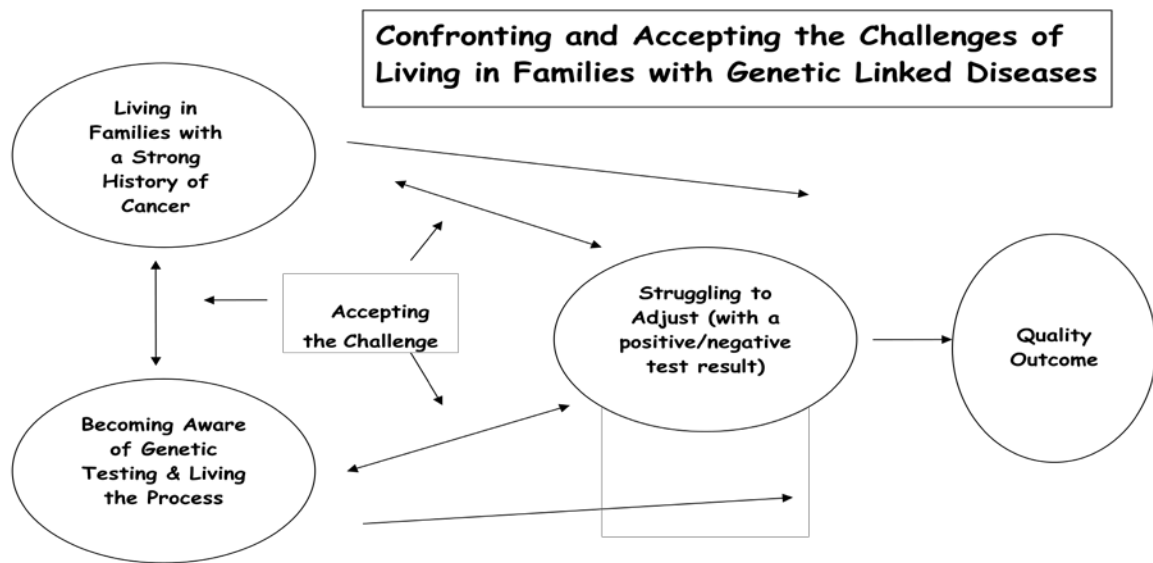 Confronting and Accepting the Challenges of
Living in Families with Genetic Linked Diseases
Living in
Families with
a Strong
History of
Cancer
Accepting
the Challenge
Struggling to
Adjust (with a
positive/negative
test result)
Quality
Outcome
Becoming Aware
of Genetic
Testing & Living
the Process